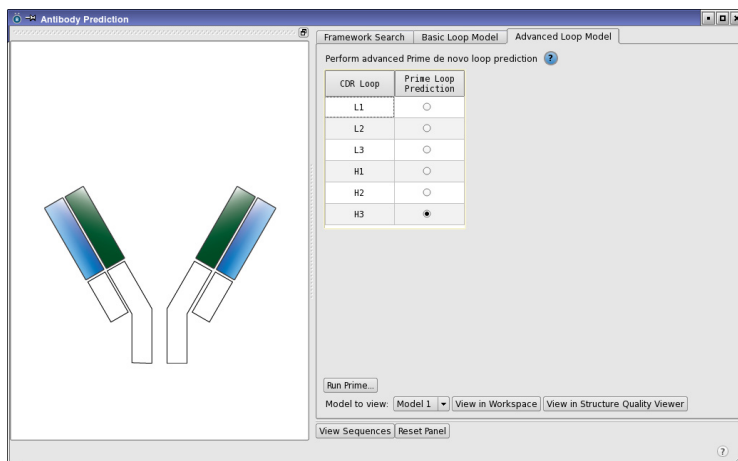 Antibody Prediction
Framework Search Basic Loop Model Advanced Loop Model
Perform advanced Prime de novo loop prediction ?
CDR Loop Prime Loop Prediction
L1
L2
L3
H1
H2
H3
Run Prime...
Model to view: Model 1 View in Workspace View in Structure Quality Viewer
View Sequences Reset Panel
?